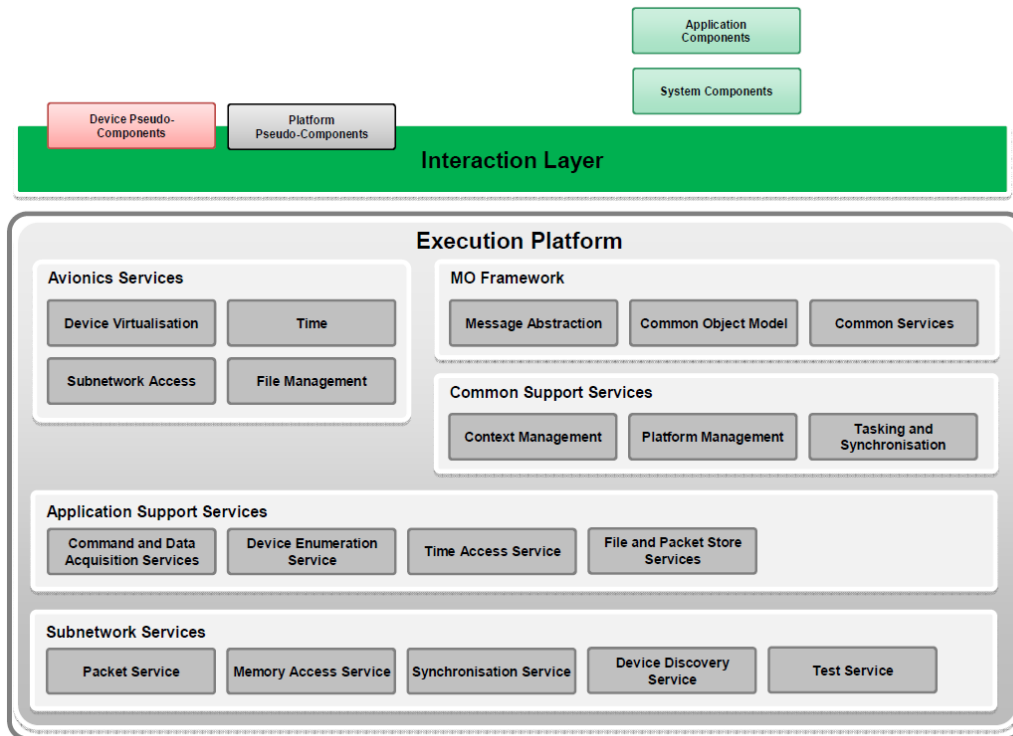 Application
Components
System Components
Device Pseudo-
Components
Platform
Pseudo-Components
Interaction Layer
Execution Platform
Avionics Services
Device Virtualisation
Time
Subnetwork Access
File Management
MO Framework
Message Abstraction
Common Object Model
Common Services
Common Support Services
Context Management
Platform Management
Tasking and
Synchronisation
Application Support Services
Command and Data
Acquisition Services
Device Enumeration
Service
Time Access Service
File and Packet Store
Services
Subnetwork Services
Packet Service
Memory Access Service
Synchronisation Service
Device Discovery
Service
Test Service